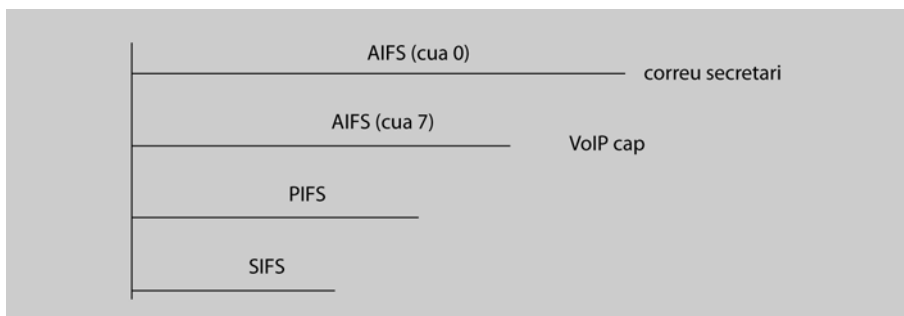 AIFS (cua 0)
correu secretari
AIFS (cua 7)
VoIP cap
PIFS
SIFS